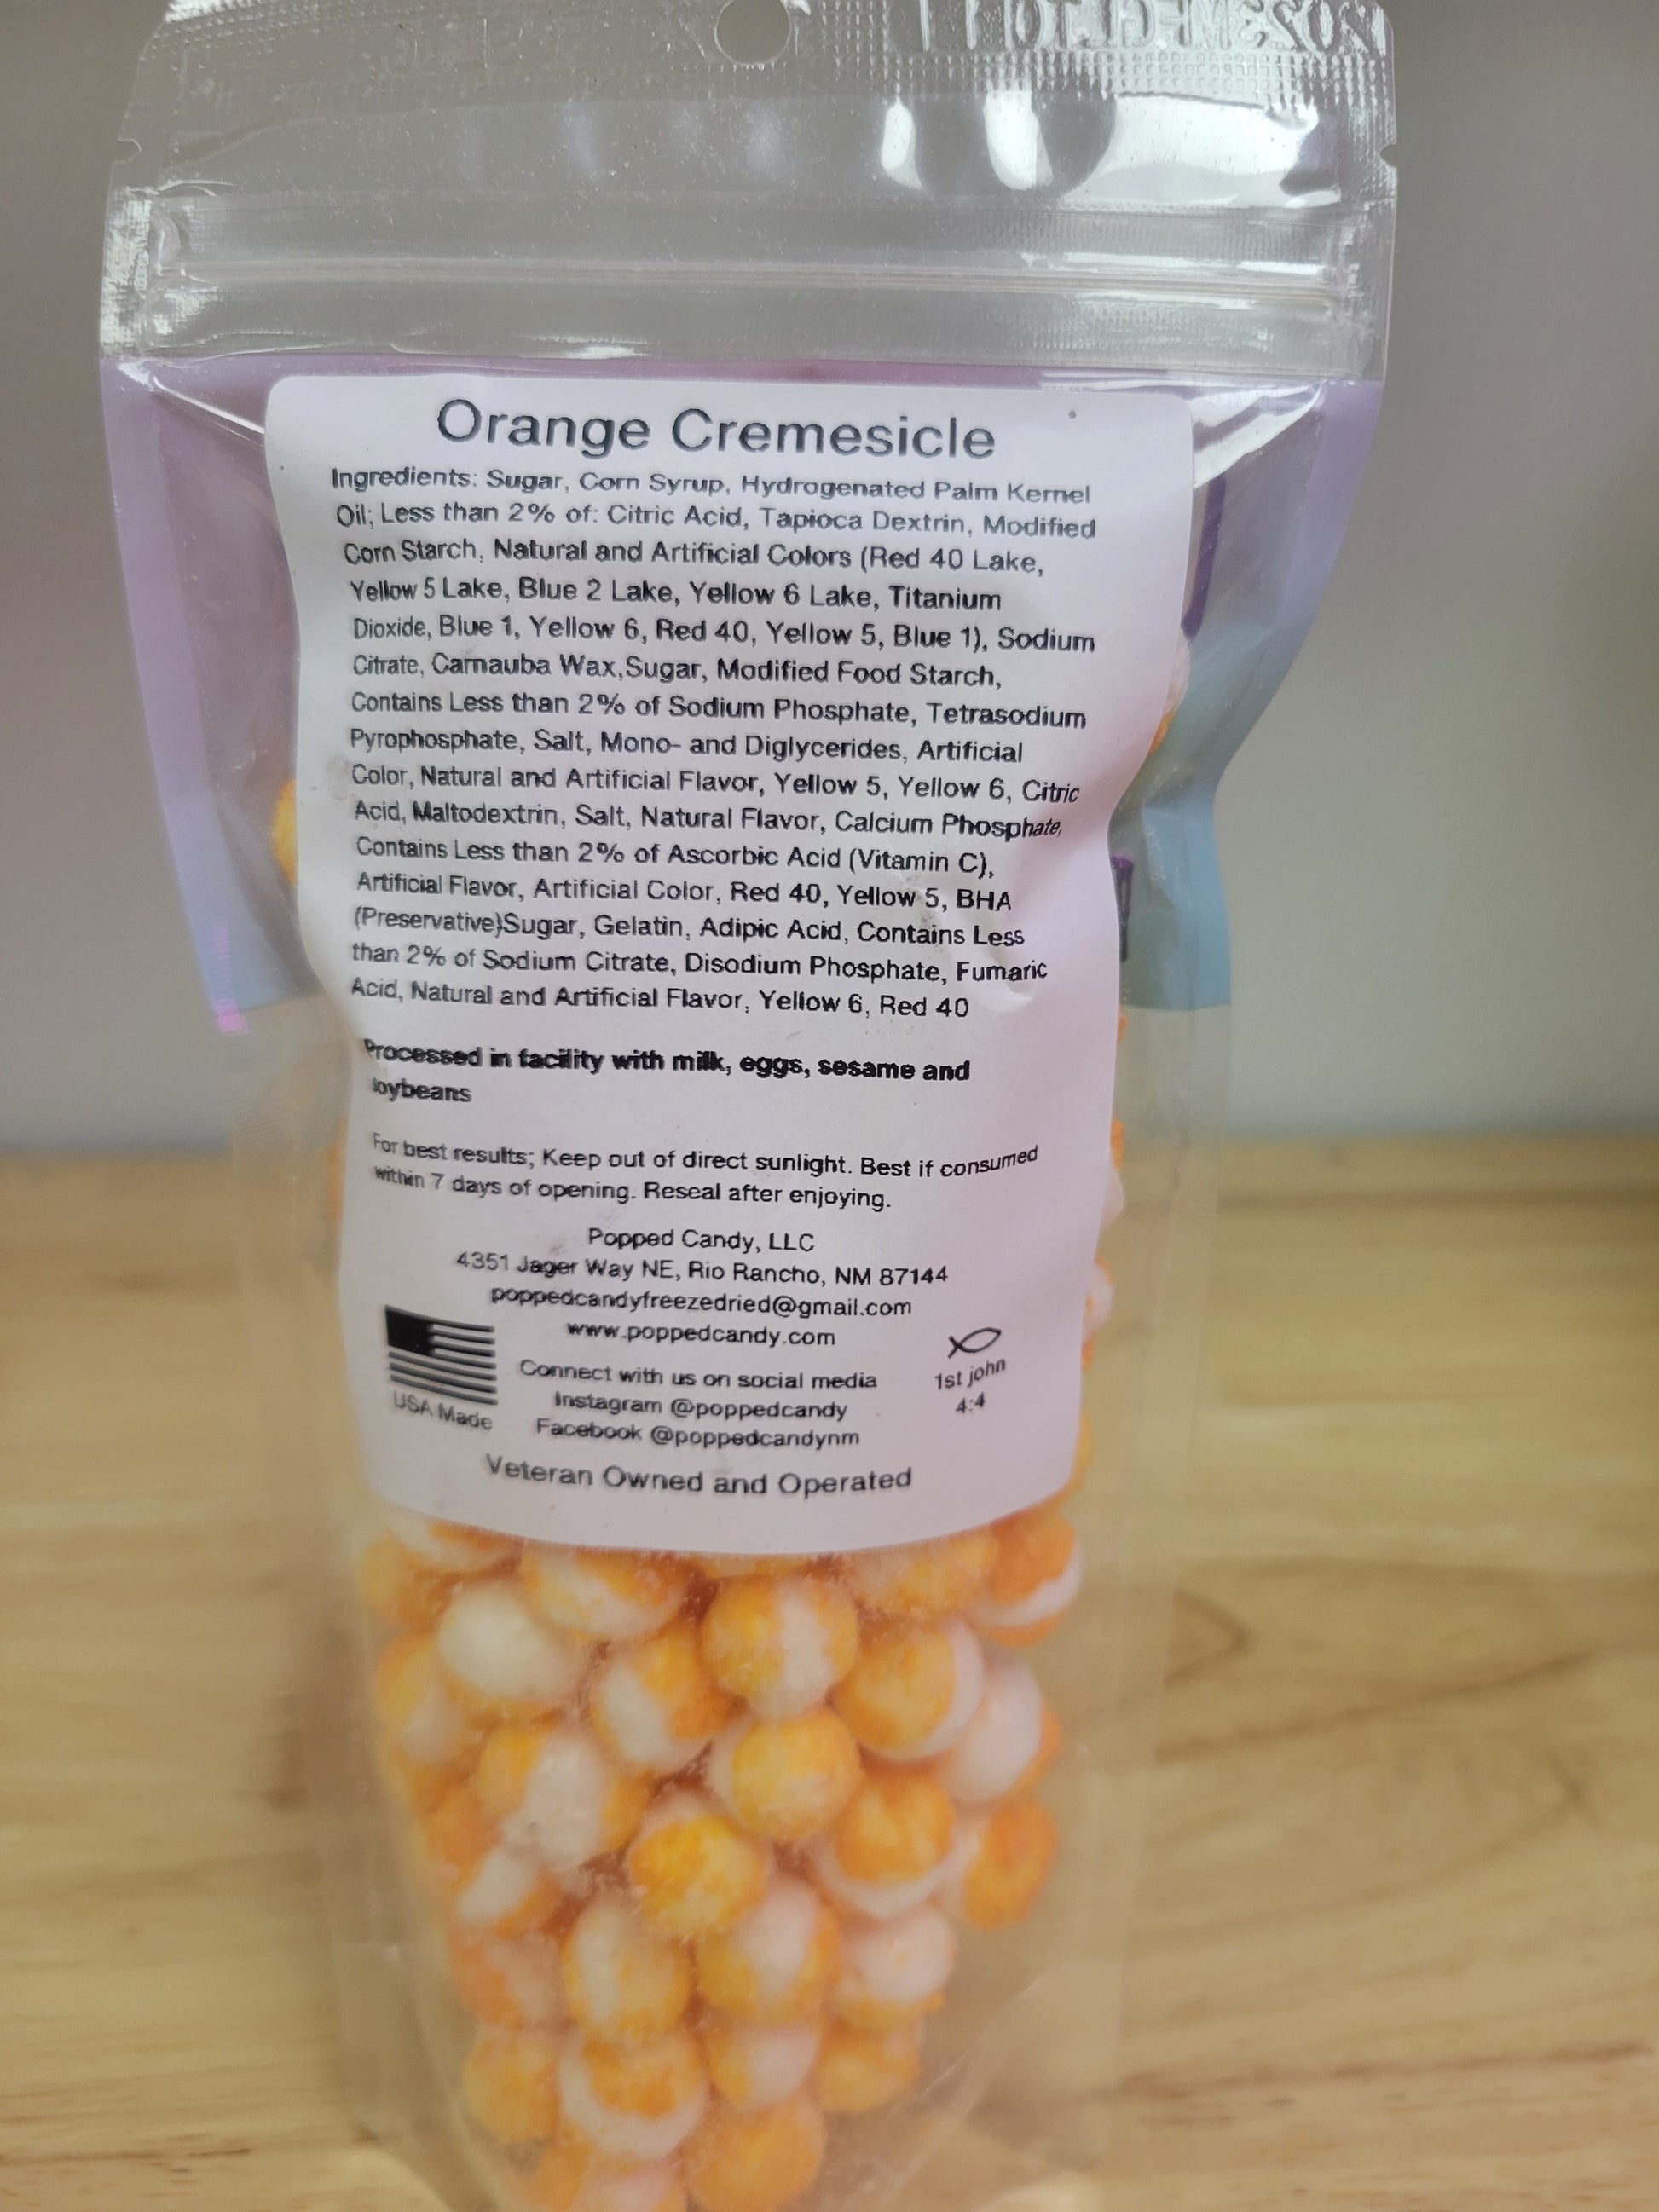 Orange Cremesicle
Ingredients: Sugar, Corn Syrup, Hydrogenated Palm Kernel
Oil; Less than 2% of: Citric Acid, Tapioca Dextrin, Modified
Corn Starch, Natural and Artificial Colors (Red 40 Lake,
Yellow 5 Lake, Blue 2 Lake, Yellow 6 Lake, Titanium
Dioxide, Blue 1, Yellow 6, Red 40, Yellow 5, Blue 1), Sodium
Citrate, Carnauba Wax,Sugar, Modified Food Starch,
Contains Less than 2% of Sodium Phosphate, Tetrasodium
Pyrophosphate, Salt, Mono- and Diglycerides, Artificial
Color, Natural and Artificial Flavor, Yellow 5, Yellow 6, Citric
Acid, Maltodextrin, Salt, Natural Flavor, Calcium Phosphate,
Contains Less than 2% of Ascorbic Acid (Vitamin C),
Artificial Flavor, Artificial Color, Red 40, Yellow 5, BHA
(Preservative)Sugar, Gelatin, Adipic Acid, Contains Less
than 2% of Sodium Citrate, Disodium Phosphate, Fumaric
Acid, Natural and Artificial Flavor, Yellow 6, Red 40
Processed in facility with milk, eggs, sesame and
soybeans
For best results; Keep out of direct sunlight. Best if consumed
within 7 days of opening. Reseal after enjoying.
Popped Candy, LLC
4351 Jager Way NE, Rio Rancho, NM 87144
poppedcandyfreezedried@gmail.com
www.poppedcandy.com
Connect with us on social media
Instagram @poppedcandy
Facebook @poppedcandynm
USA Made
1st john
4:4
Veteran Owned and Operated